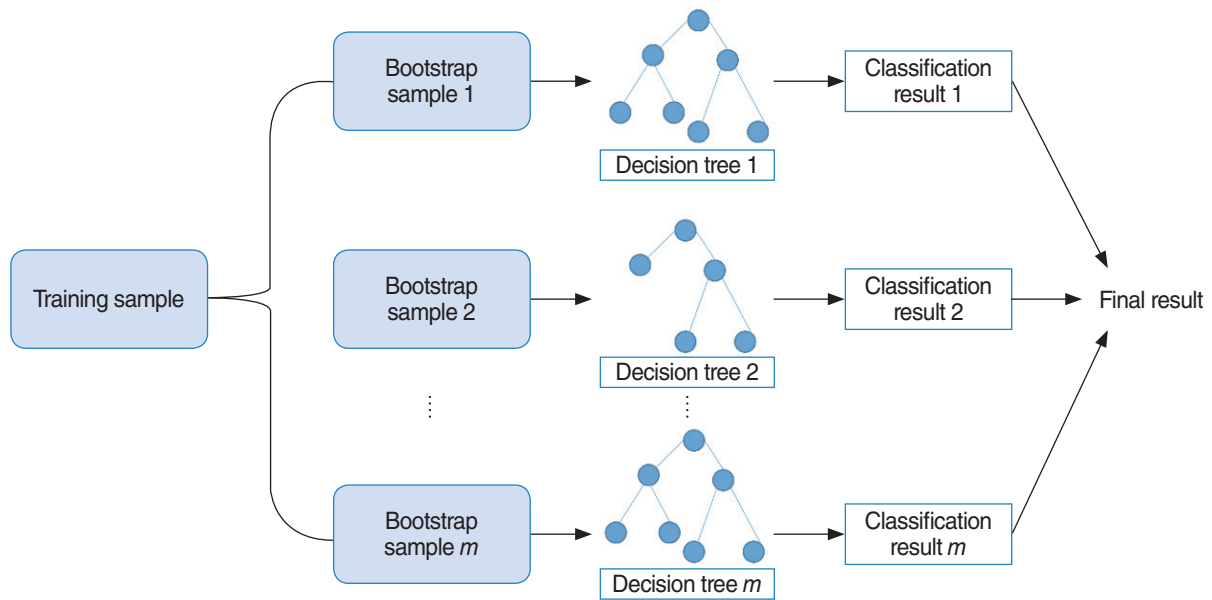 Bootstrap
sample 1
Decision tree 1
Classification
result 1
Training sample
Bootstrap
sample 2
Decision tree 2
Classification
result 2
Final result
Bootstrap
sample m
Decision tree m
Classification
result m